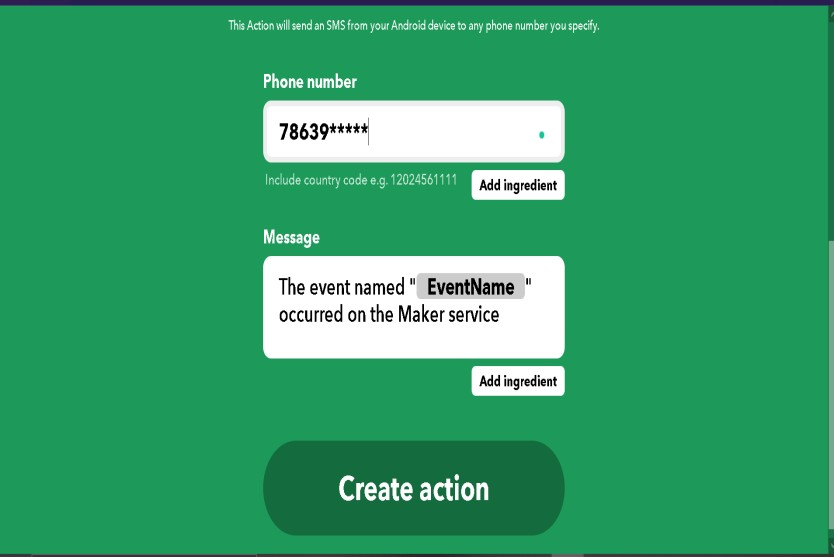 This Action will send an SMS from your Android device to any phone number you specify.
Phone number
78639*****
Include country code e.g. 12024561111
Add ingredient
Message
The event named " EventName "
occurred on the Maker service
Add ingredient
Create action